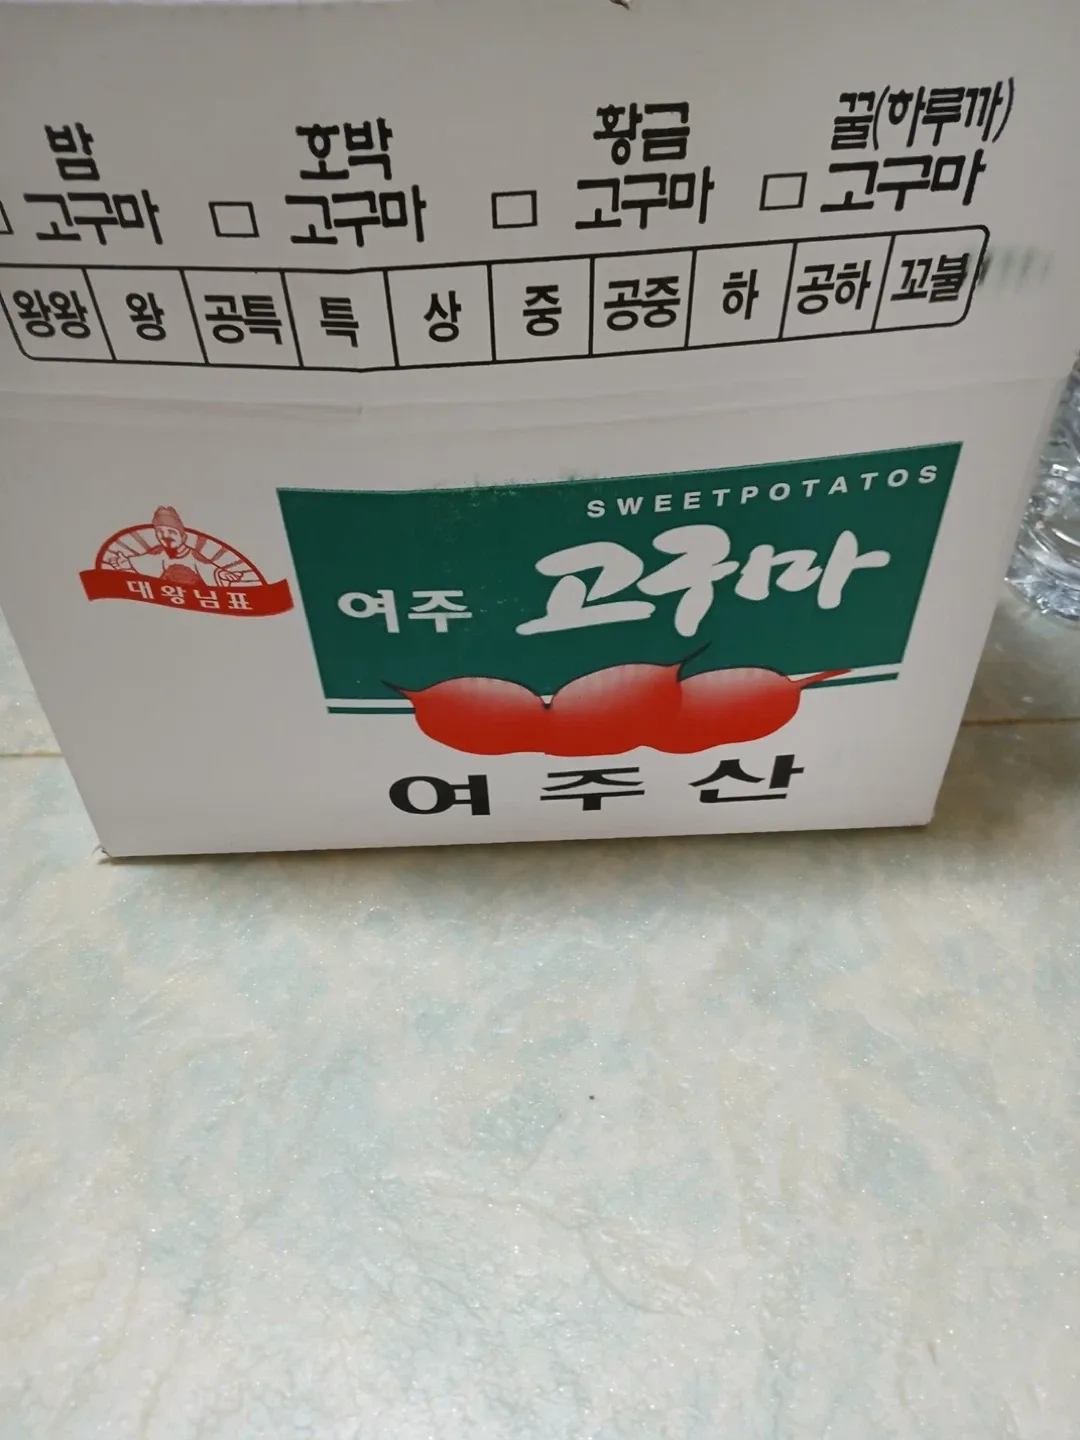 밤 호박 황금 꿀(하루까)
□ 고구마 □ 고구마 □ 고구마 □ 고구마
왕왕 왕 공특 특 상 중 공중 하 공하 꼬불
SWEETPOTATOS
여주 고구마
대왕님표
여주산